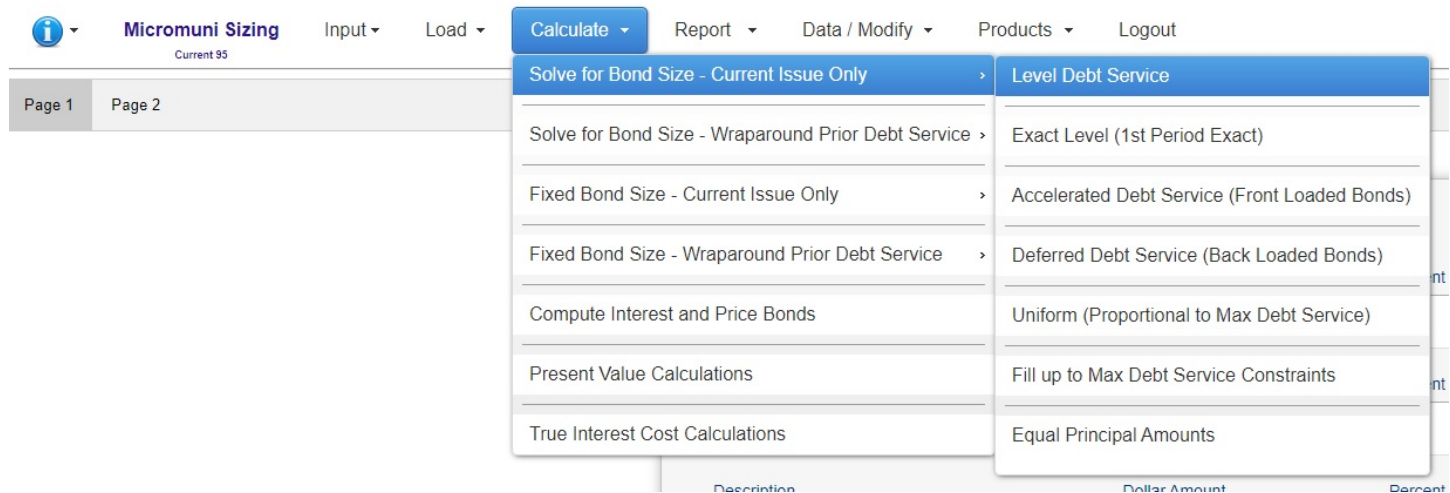 Micromuni Sizing
Current 95
Input
Load
Calculate
Report
Data / Modify
Products
Logout
Page 1
Page 2
Solve for Bond Size - Current Issue Only
Solve for Bond Size - Wraparound Prior Debt Service
Fixed Bond Size - Current Issue Only
Fixed Bond Size - Wraparound Prior Debt Service
Compute Interest and Price Bonds
Present Value Calculations
True Interest Cost Calculations
Level Debt Service
Exact Level (1st Period Exact)
Accelerated Debt Service (Front Loaded Bonds)
Deferred Debt Service (Back Loaded Bonds)
Uniform (Proportional to Max Debt Service)
Fill up to Max Debt Service Constraints
Equal Principal Amounts
ent
ent
Description
Dollar Amount
Percent